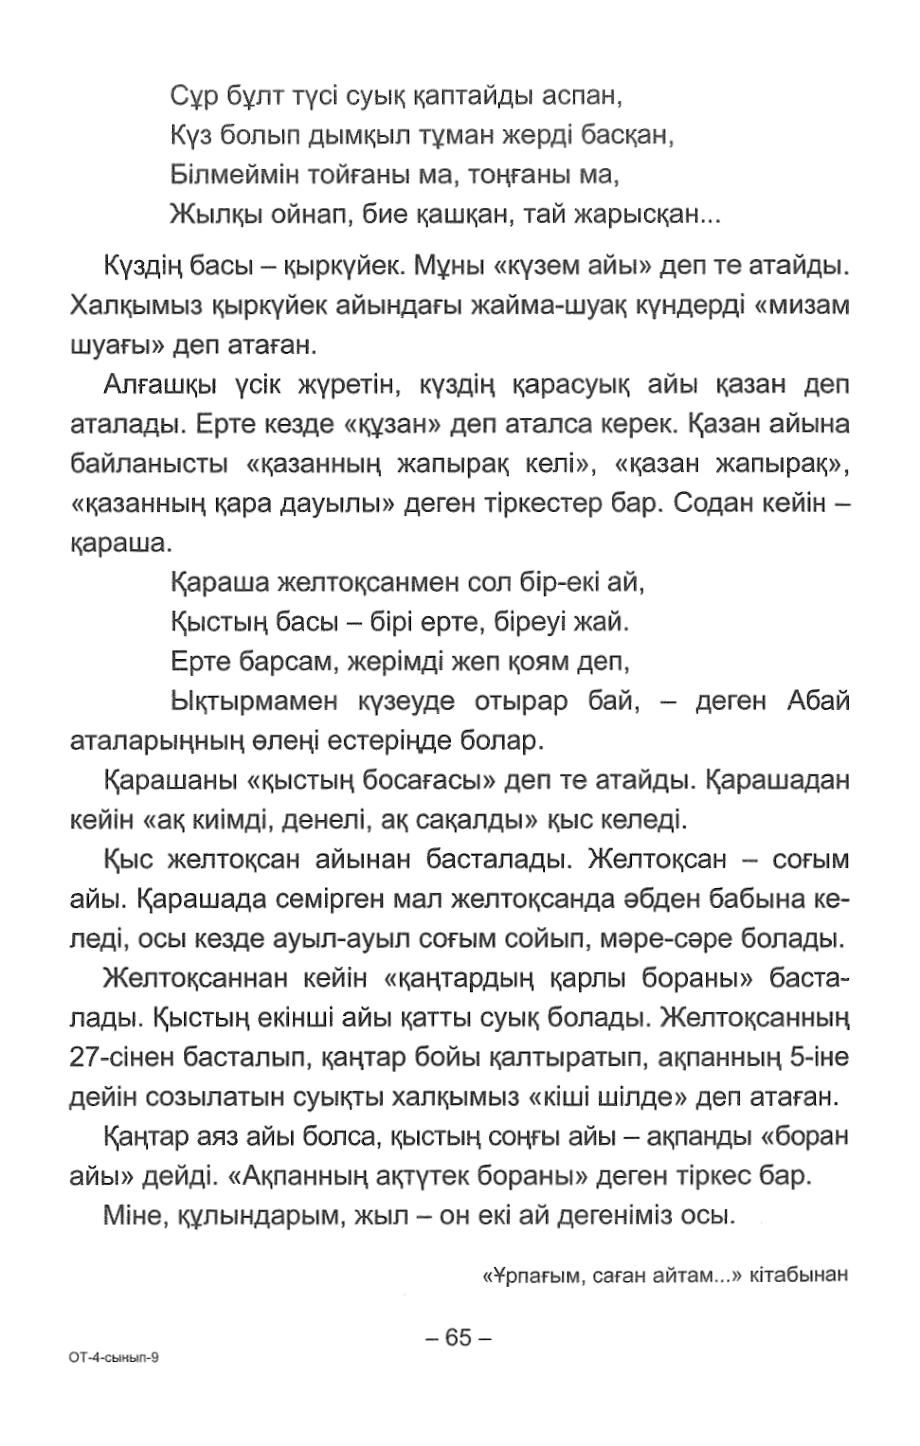 Сұр бұлт түсі суық қаптайды аспан,
Күз болып дымқыл тұман жерді басқан,
Білмеймін тойғаны ма, тоңғаны ма,
Жылқы ойнап, бие қашқан, тай жарысқан...
Күздің басы – қыркүйек. Мұны «күзем айы» деп те атайды.
Халқымыз қыркүйек айындағы жайма-шуақ күндерді «мизам
шуағы» деп атаған.
Алғашқы үсік жүретін, күздің қарасуық айы қазан деп
аталады. Ерте кезде «құзан» деп аталса керек. Қазан айына
байланысты «қазанның жапырақ келі», «қазан жапырақ»,
«қазанның қара дауылы» деген тіркестер бар. Содан кейін –
қараша.
Қараша желтоқсанмен сол бір-екі ай,
Қыстың басы – бірі ерте, біреуі жай.
Ерте барсам, жерімді жеп қоям деп,
Ықтырмамен күзеуде отырар бай, – деген Абай
аталарыңның өлеңі естеріңде болар.
Қарашаны «қыстың босағасы» деп те атайды. Қарашадан
кейін «ақ киімді, денелі, ақ сақалды» қыс келеді.
Қыс желтоқсан айынан басталады. Желтоқсан – соғым
айы. Қарашада семірген мал желтоқсанда әбден бабына ке-
леді, осы кезде ауыл-ауыл соғым сойып, мәре-сәре болады.
Желтоқсаннан кейін «қаңтардың қарлы бораны» баста-
лады. Қыстың екінші айы қатты суық болады. Желтоқсанның
27-сінен басталып, қаңтар бойы қалтыратып, ақпанның 5-іне
дейін созылатын суықты халқымыз «кіші шілде» деп атаған.
Қаңтар аяз айы болса, қыстың соңғы айы – ақпанды «боран
айы» дейді. «Ақпанның ақтүтек бораны» деген тіркес бар.
Міне, құлындарым, жыл – он екі ай дегеніміз осы.
«Ұрпағым, саған айтам...» кітабынан
– 65 –
ОТ-4-сынып-9